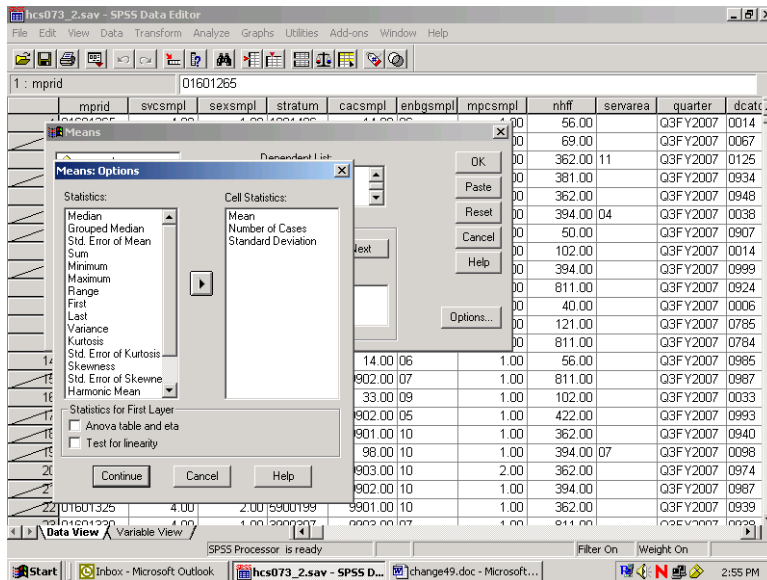 hcs073_2.sav - SPSS Data Editor
File Edit View Data Transform Analyze Graphs Utilities Add-ons Window Help
1 : mprid 01601265
mprid svcsmpl sexsmpl stratum cacsmpl enbgsmpl mpcsmpl nhff servarea quarter dcatc
56.00 Q3FY2007 0014
Means
69.00 Q3FY2007 0067
Dependent List:
OK
362.00 11 Q3FY2007 0125
Means: Options
381.00 Q3FY2007 0934
Paste
Statistics: Cell Statistics:
362.00 Q3FY2007 0948
Median Mean
Reset
394.00 04 Q3FY2007 0038
Grouped Median Number of Cases
Std. Error of Mean Standard Deviation
Cancel
50.00 Q3FY2007 0907
Sum
Next
102.00 Q3FY2007 0014
Minimum
Help
Maximum
394.00 Q3FY2007 0999
Range
811.00 Q3FY2007 0924
First
40.00 Q3FY2007 0006
Last
Options...
121.00 Q3FY2007 0785
Variance
811.00 Q3FY2007 0784
Kurtosis
Std. Error of Kurtosis
14.00 06 1.00 56.00 Q3FY2007 0985
Skewness
Std. Error of Skewne
9902.00 07 1.00 811.00 Q3FY2007 0987
Harmonic Mean
33.00 09 1.00 102.00 Q3FY2007 0033
Statistics for First Layer
9902.00 05 1.00 422.00 Q3FY2007 0993
Anova table and eta
9901.00 10 1.00 362.00 Q3FY2007 0940
Test for linearity
98.00 10 1.00 394.00 07 Q3FY2007 0098
Continue Cancel Help
9903.00 10 2.00 362.00 Q3FY2007 0974
9902.00 10 1.00 394.00 Q3FY2007 0987
22 01601325 4.00 2.00 5900199 9901.00 10 1.00 362.00 Q3FY2007 0939
Data View Variable View
SPSS Processor is ready Filter On Weight On
Start Inbox - Microsoft Outlook hcs073_2.sav - SPSS D... change49.doc - Microsoft... 2:55 PM